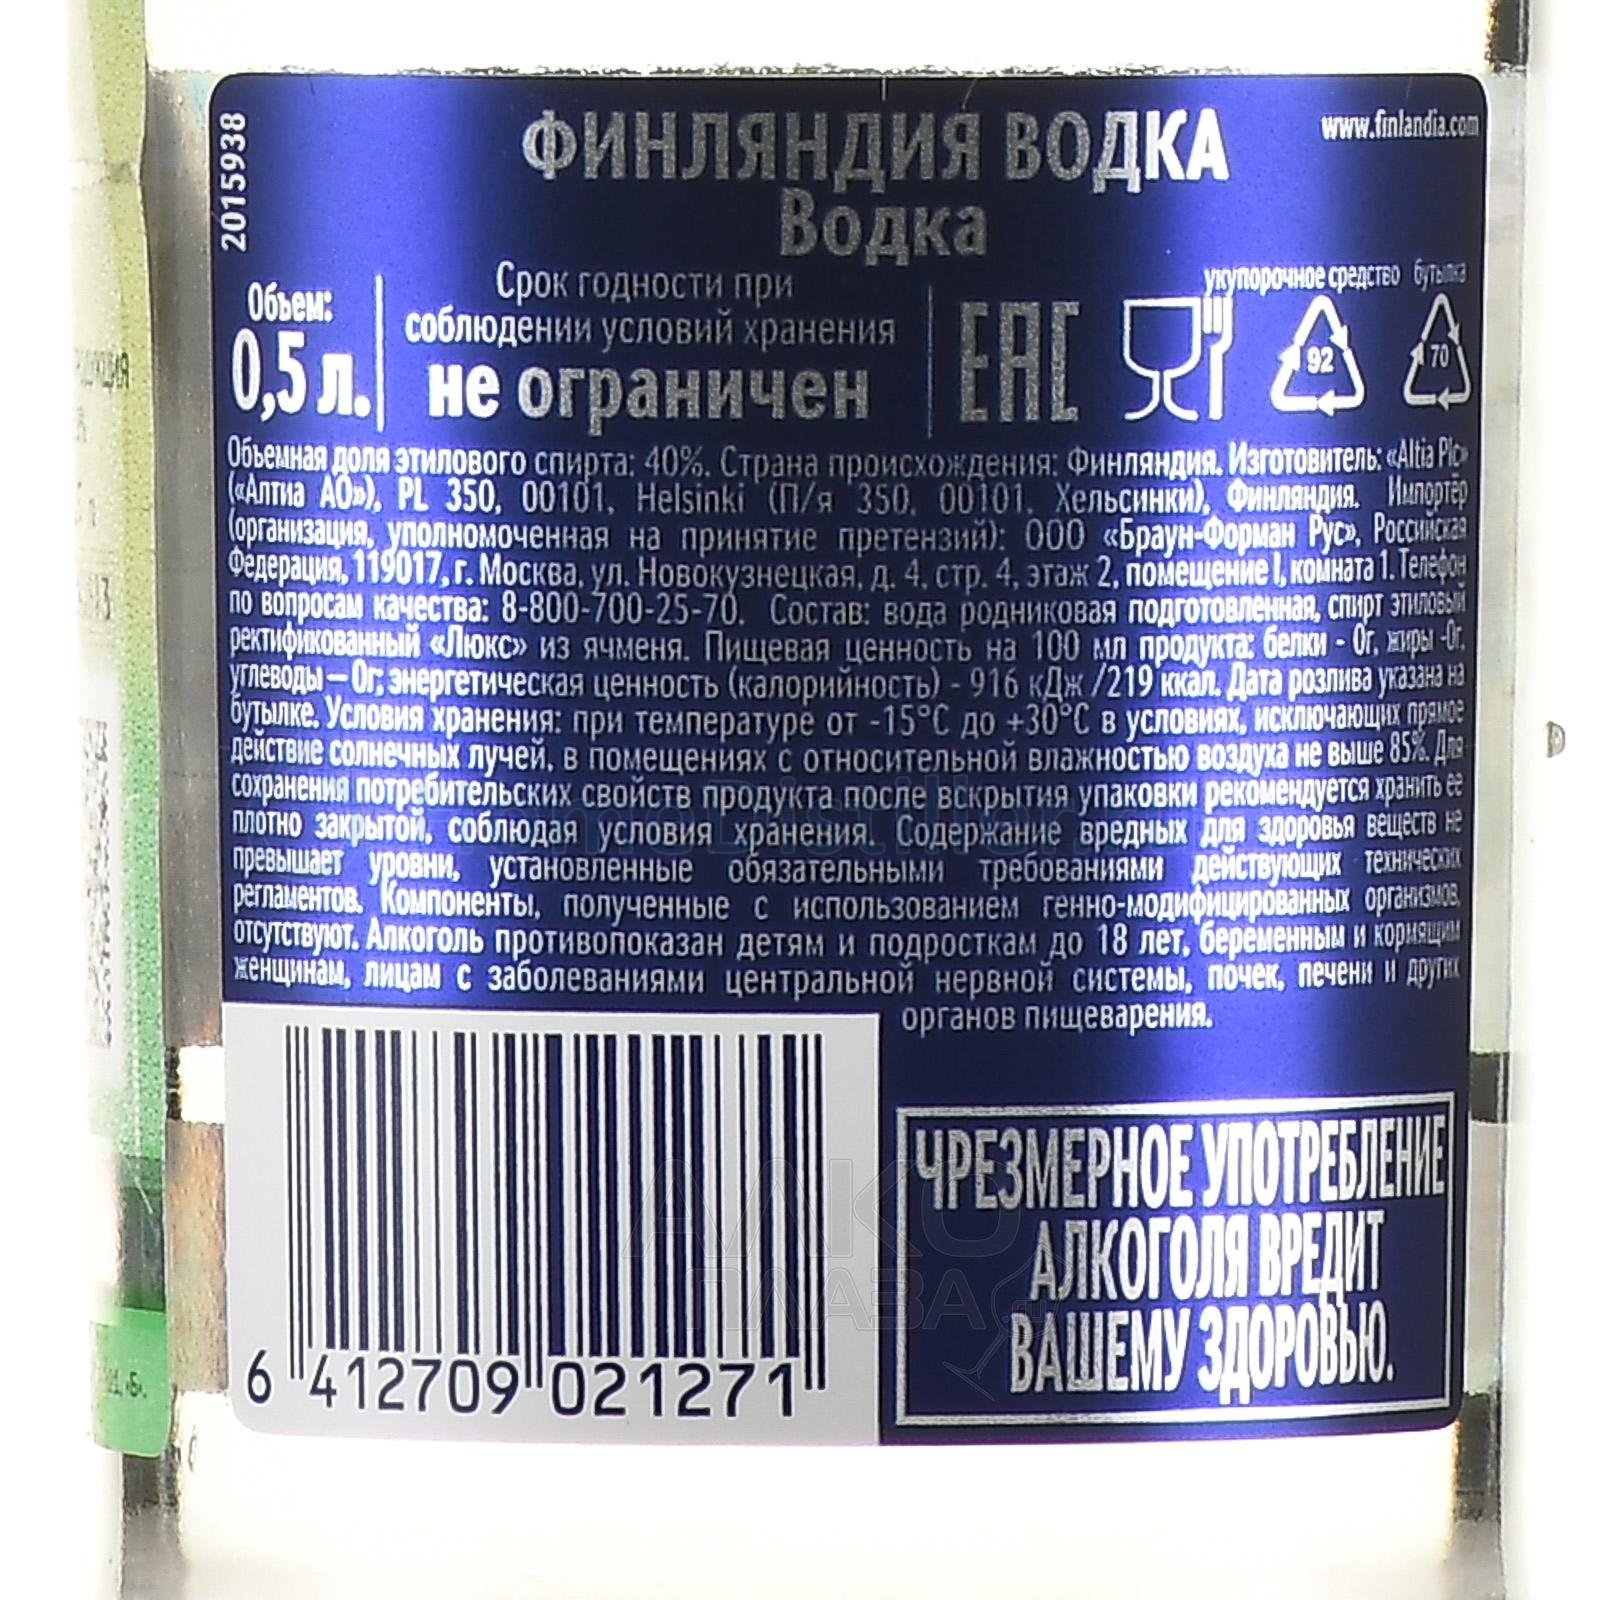 ФИНЛЯНДИЯ ВОДКА
www.finlandia.com
Водка
2015938
Объем:
0,5 л.
Срок годности при
соблюдении условий хранения
не ограничен
EAC
укупорочное средство
92
бутылка
70
Объемная доля этилового спирта: 40%. Страна происхождения: Финляндия. Изготовитель: «Altia Plc»
(«Алтиа АО»), PL 350, 00101, Helsinki (П/я 350, 00101, Хельсинки), Финляндия. Импортёр
(организация, уполномоченная на принятие претензий): ООО «Браун-Форман Рус», Российская
Федерация, 119017, г. Москва, ул. Новокузнецкая, д. 4, стр. 4, этаж 2, помещение I, комната 1. Телефон
по вопросам качества: 8-800-700-25-70. Состав: вода родниковая подготовленная, спирт этиловый
ректификованный «Люкс» из ячменя. Пищевая ценность на 100 мл продукта: белки - 0г, жиры -0г,
углеводы – 0г; энергетическая ценность (калорийность) - 916 кДж /219 ккал. Дата розлива указана на
бутылке. Условия хранения: при температуре от -15°C до +30°C в условиях, исключающих прямое
действие солнечных лучей, в помещениях с относительной влажностью воздуха не выше 85%. Для
сохранения потребительских свойств продукта после вскрытия упаковки рекомендуется хранить ее
плотно закрытой, соблюдая условия хранения. Содержание вредных для здоровья веществ не
превышает уровни, установленные обязательными требованиями действующих технических
регламентов. Компоненты, полученные с использованием генно-модифицированных организмов,
отсутствуют. Алкоголь противопоказан детям и подросткам до 18 лет, беременным и кормящим
женщинам, лицам с заболеваниями центральной нервной системы, почек, печени и других
органов пищеварения.
6 412709 021271
ЧРЕЗМЕРНОЕ УПОТРЕБЛЕНИЕ
АЛКОГОЛЯ ВРЕДИТ
ВАШЕМУ ЗДОРОВЬЮ.
АЛКО
ПЛАЗА